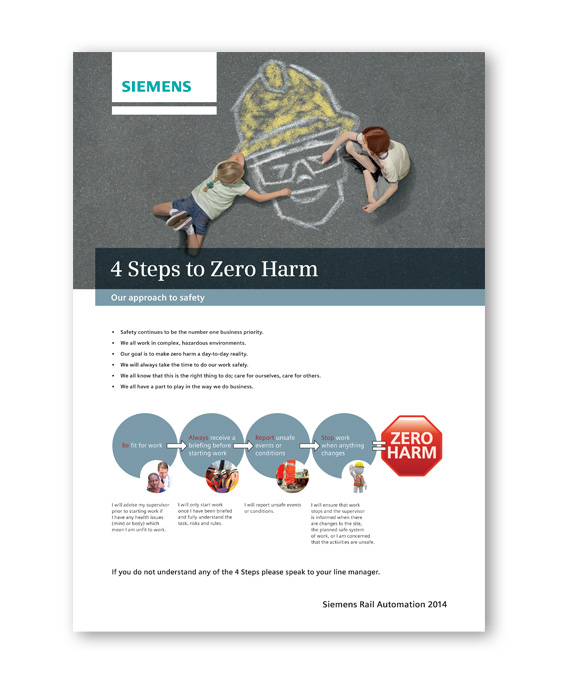 SIEMENS
4 Steps to Zero Harm
Our approach to safety
• Safety continues to be the number one business priority.
• We all work in complex, hazardous environments.
• Our goal is to make zero harm a day-to-day reality.
• We will always take the time to do our work safely.
• We all know that this is the right thing to do; care for ourselves, care for others.
• We all have a part to play in the way we do business.
Be fit for work
Always receive a
briefing before
starting work
Report unsafe
events or
conditions
Stop work
when anything
changes
=
ZERO
HARM
I will advise my supervisor
prior to starting work if
I have any health issues
(mind or body) which
mean I am unfit to work.
I will only start work
once I have been briefed
and fully understand the
task, risks and rules.
I will report unsafe events
or conditions.
I will ensure that work
stops and the supervisor
is informed when there
are changes to the site,
the planned safe system
of work, or I am concerned
that the activities are unsafe.
If you do not understand any of the 4 Steps please speak to your line manager.
Siemens Rail Automation 2014